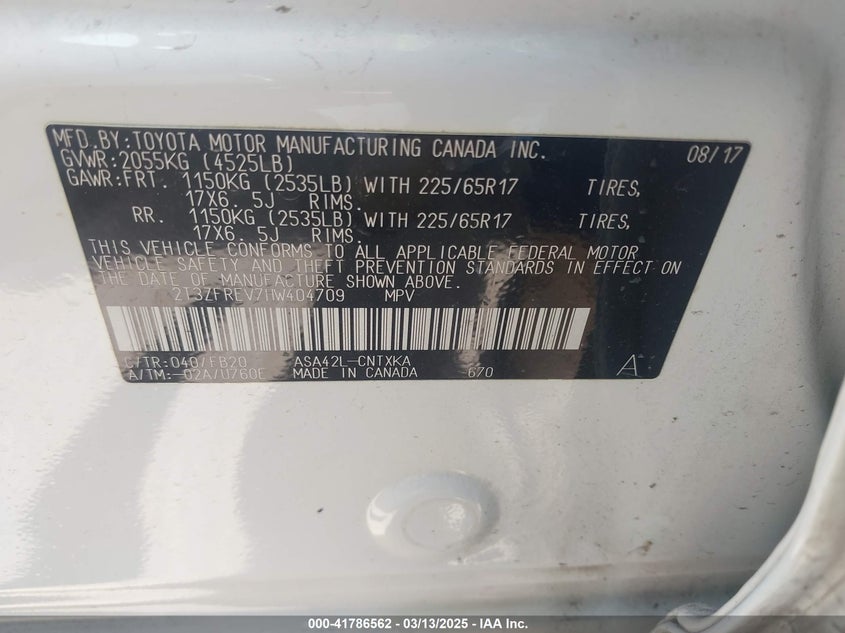 MFD.BY:TOYOTA MOTOR MANUFACTURING CANADA INC. 08/17
GVWR:2055KG (4525LB)
GAWR:FRT. 1150KG (2535LB) WITH 225/65R17 TIRES,
17X6. 5J RIMS.
RR. 1150KG (2535LB) WITH 225/65R17 TIRES,
17X6. 5J RIMS.
THIS VEHICLE CONFORMS TO ALL APPLICABLE FEDERAL MOTOR
VEHICLE SAFETY AND THEFT PREVENTION STANDARDS IN EFFECT ON
THE DATE OF MANUFACTURE SHOWN ABOVE.
MPV
C/TR:040/FB20 ASA42L-CNTXKA
A/TM:-02A/U760E MADE IN CANADA 670 A
000-41786562 - 03/13/2025 - IAA Inc.